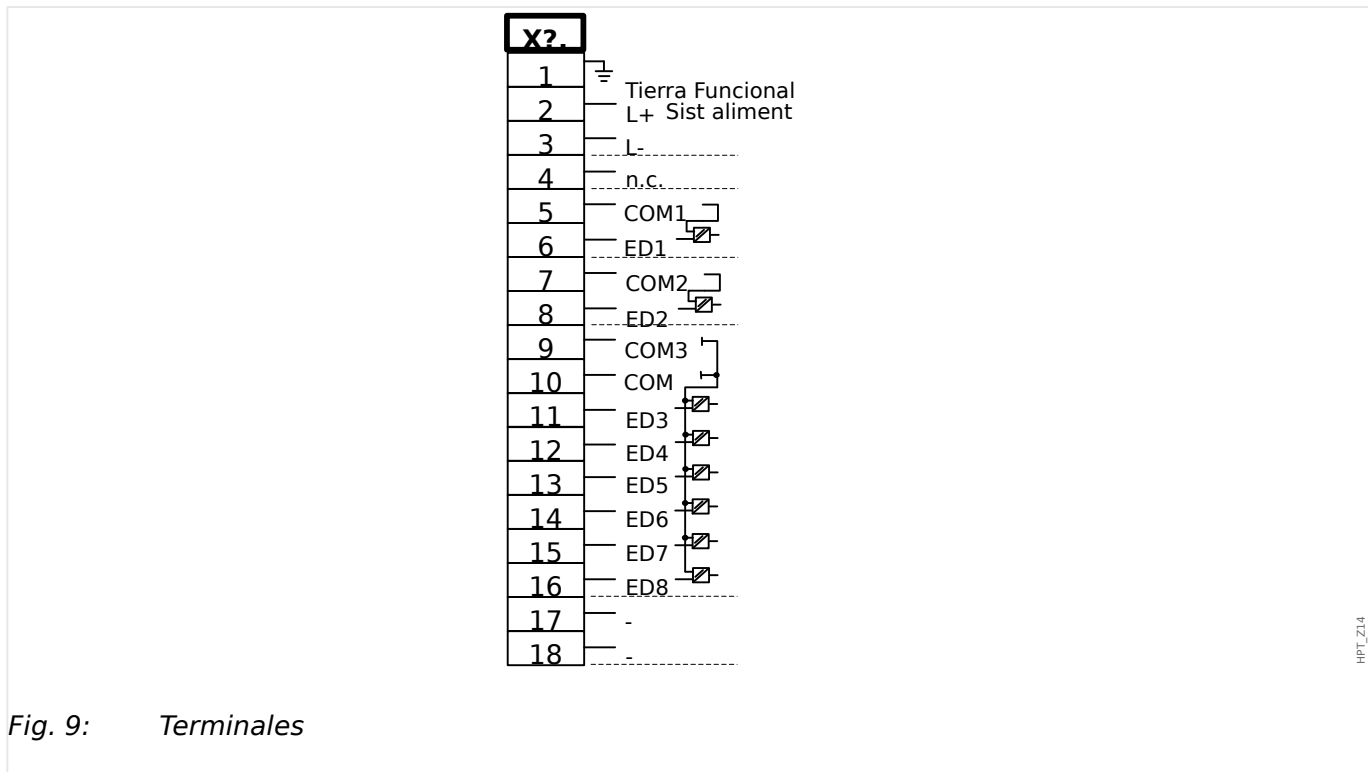 X?.
1
Tierra Funcional
2 L+ Sist aliment
3 L-
4 n.c.
5 COM1
6 ED1
7 COM2
8 ED2
9 COM3
10 COM
11 ED3
12 ED4
13 ED5
14 ED6
15 ED7
16 ED8
17 -
18 -
HPT_Z14
Fig. 9: Terminales